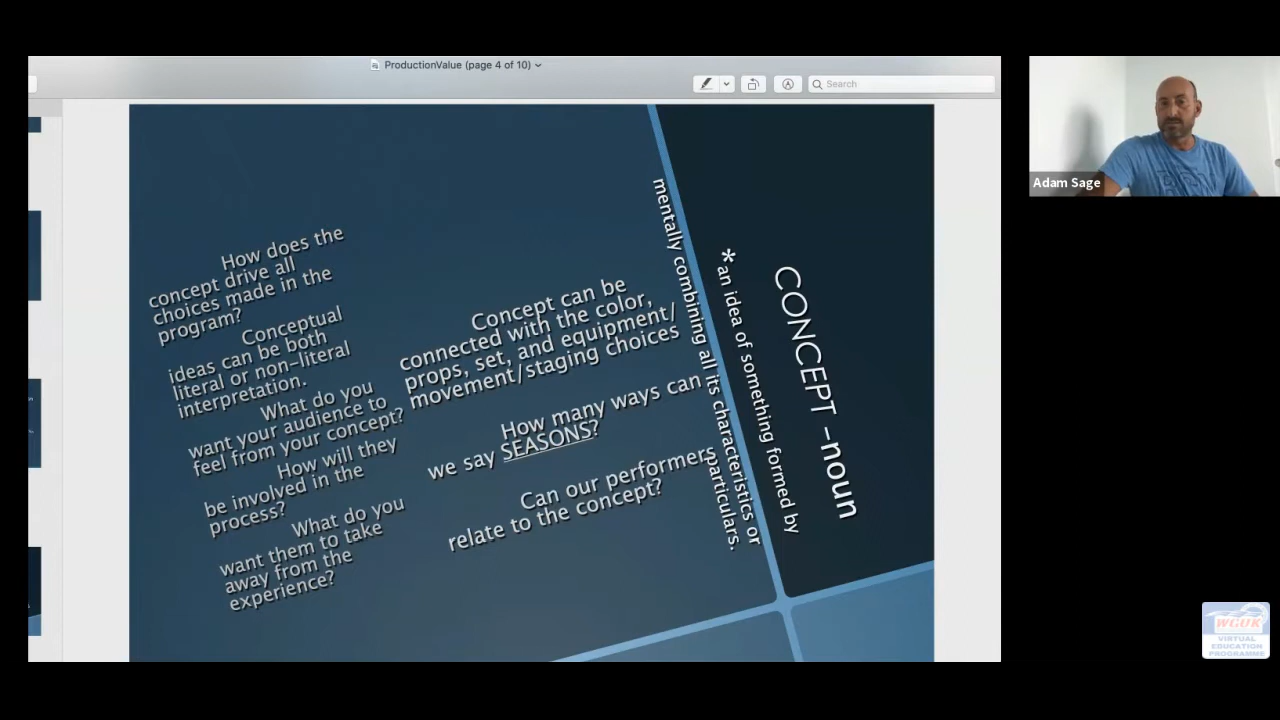 ProductionValue (page 4 of 10)
Search
Adam Sage
CONCEPT –noun
* an idea of something formed by
mentally combining all its characteristics or
particulars.
How does the
concept drive all
choices made in the
program?
Conceptual
ideas can be both
literal or non-literal
interpretation.
What do you
want your audience to
feel from your concept?
How will they
be involved in the
process?
What do you
want them to take
away from the
experience?
Concept can be
connected with the color,
props, set, and equipment/
movement/staging choices
How many ways can
we say SEASONS?
Can our performers
relate to the concept?
WGUK
VIRTUAL
EDUCATION
PROGRAMME